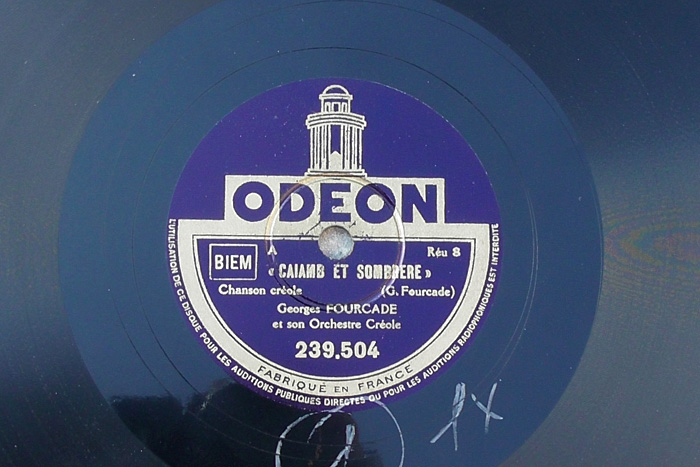 ODEON
BIEM
A
Réu 8
« CAIAMB ET SOMBRERE »
Chanson créole (G. Fourcade)
Georges FOURCADE
et son Orchestre Créole
239.504
FABRIQUÉ EN FRANCE
L'UTILISATION DE CE DISQUE POUR LES AUDITIONS PUBLIQUES DIRECTES OU POUR LES AUDITIONS RADIOPHONIQUES EST INTERDITE